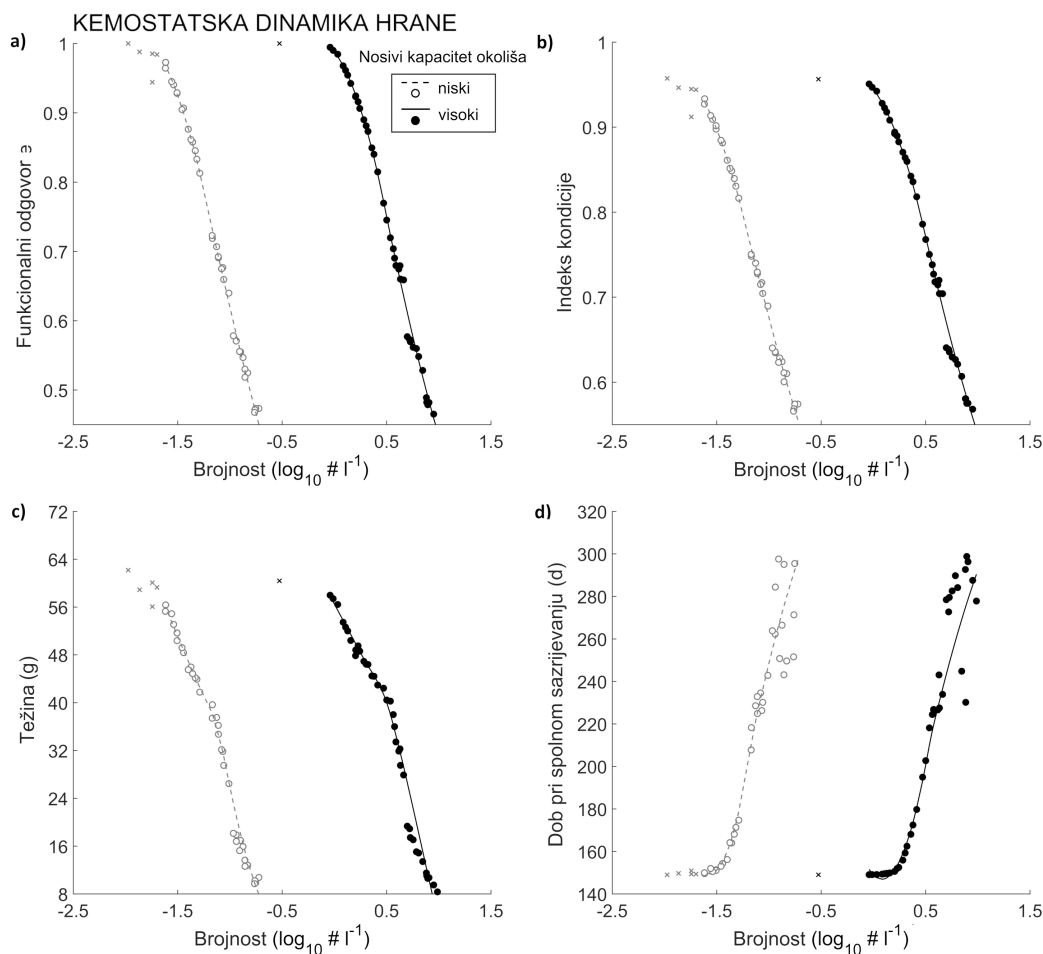 KEMOSTATSKA DINAMIKA HRANE
a)
Nosivi kapacitet okoliša
niski
visoki
Funkcionalni odgovor э
1
0.9
0.8
0.7
0.6
0.5
-2.5 -1.5 -0.5 0.5 1.5
Brojnost (log₁₀ # l⁻¹)
b)
Indeks kondicije
1
0.9
0.8
0.7
0.6
-2.5 -1.5 -0.5 0.5 1.5
Brojnost (log₁₀ # l⁻¹)
c)
Težina (g)
72
64
56
48
40
32
24
16
8
-2.5 -1.5 -0.5 0.5 1.5
Brojnost (log₁₀ # l⁻¹)
d)
Dob pri spolnom sazrijevanju (d)
320
300
280
260
240
220
200
180
160
140
-2.5 -1.5 -0.5 0.5 1.5
Brojnost (log₁₀ # l⁻¹)